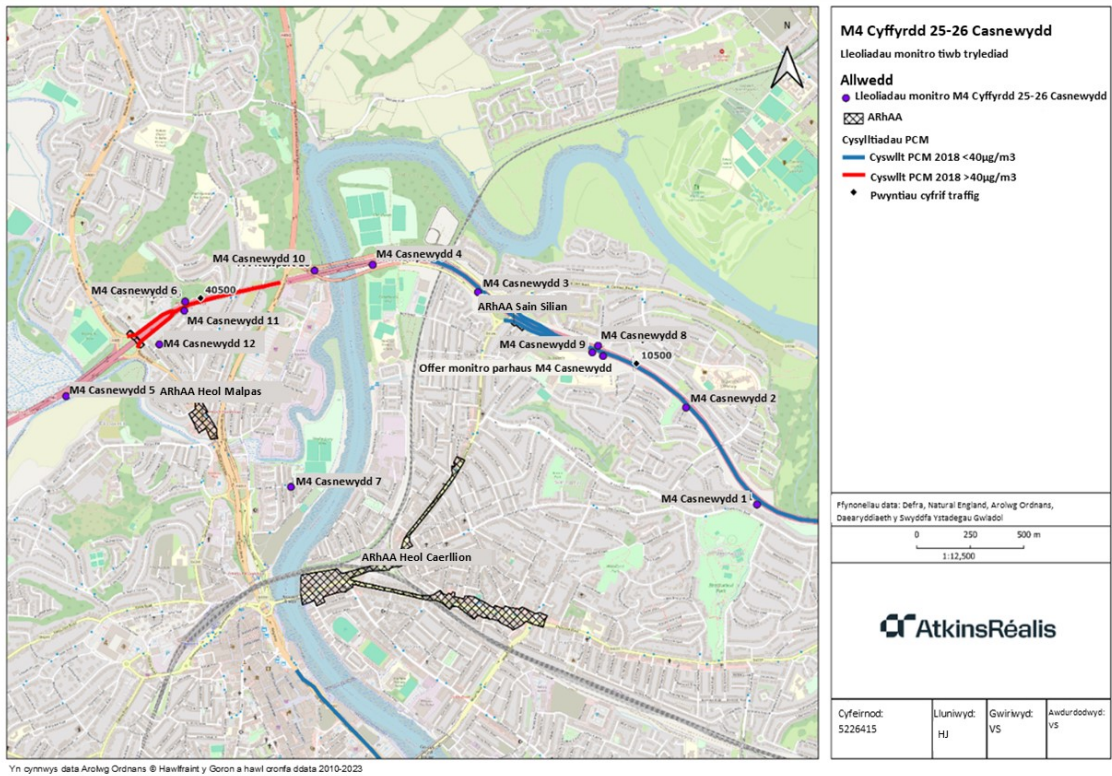 M4 Cyffyrdd 25-26 Casnewydd
Lleoliadau monitro tiwb trylediad
Allwedd
Lleoliadau monitro M4 Cyffyrdd 25-26 Casnewydd
ARhAA
Cysylltiadau PCM
Cyswllt PCM 2018 <40µg/m3
Cyswllt PCM 2018 >40µg/m3
Pwyntiau cyfrif traffig
N
M4 Casnewydd 10
M4 Casnewydd 4
M4 Casnewydd 6
40500
M4 Casnewydd 3
M4 Casnewydd 11
ARhAA Sain Silian
M4 Casnewydd 12
M4 Casnewydd 9
M4 Casnewydd 8
10500
Offer monitro parhaus M4 Casnewydd
M4 Casnewydd 5
ARhAA Heol Malpas
M4 Casnewydd 2
M4 Casnewydd 7
M4 Casnewydd 1
ARhAA Heol Caerllion
Ffynonellau data: Defra, Natural England, Arolwg Ordnans,
Daearyddiaeth y Swyddfa Ystadegau Gwladol
0 250 500 m
1:12,500
AtkinsRéalis
Cyfeirnod:
5226415
Lluniwyd:
HJ
Gwiriwyd:
VS
Awdurdodwyd:
VS
Yn cynnwys data Arolwg Ordnans © Hawlfraint y Goron a hawl cronfa ddata 2010-2023